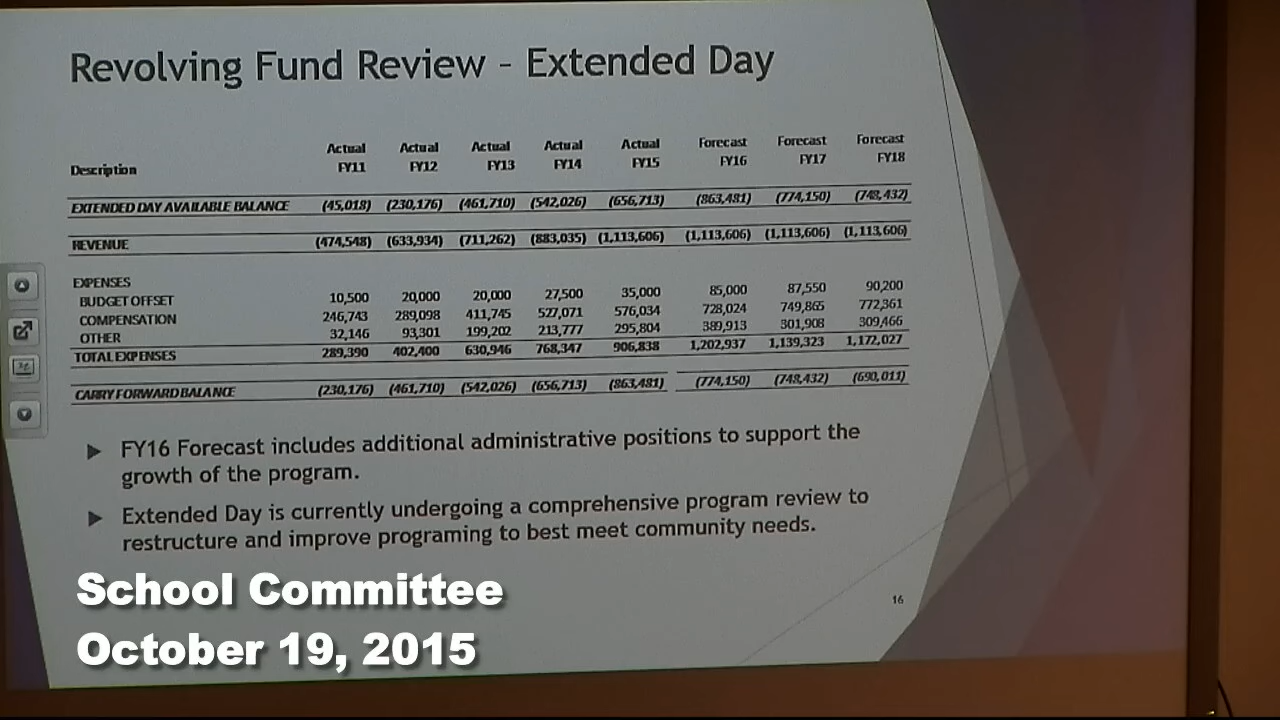 Revolving Fund Review – Extended Day
Description Actual FY11 Actual FY12 Actual FY13 Actual FY14 Actual FY15 Forecast FY16 Forecast FY17 Forecast FY18
EXTENDED DAY AVAILABLE BALANCE (45,018) (230,176) (461,710) (542,026) (656,713) (863,481) (774,150) (748,432)
REVENUE (474,548) (633,934) (711,262) (883,035) (1,113,606) (1,113,606) (1,113,606) (1,113,606)
EXPENSES
BUDGET OFFSET 10,500 20,000 20,000 27,500 35,000 85,000 87,550 90,200
COMPENSATION 246,743 289,098 411,745 527,071 576,034 728,024 749,865 772,361
OTHER 32,146 93,301 199,202 213,777 295,804 389,913 301,908 309,466
TOTAL EXPENSES 289,390 402,400 630,946 768,347 906,838 1,202,937 1,139,323 1,172,027
CARRY FORWARD BALANCE (230,176) (461,710) (542,026) (656,713) (863,481) (774,150) (748,432) (690,011)
FY16 Forecast includes additional administrative positions to support the
growth of the program.
Extended Day is currently undergoing a comprehensive program review to
restructure and improve programing to best meet community needs.
16
School Committee
October 19, 2015